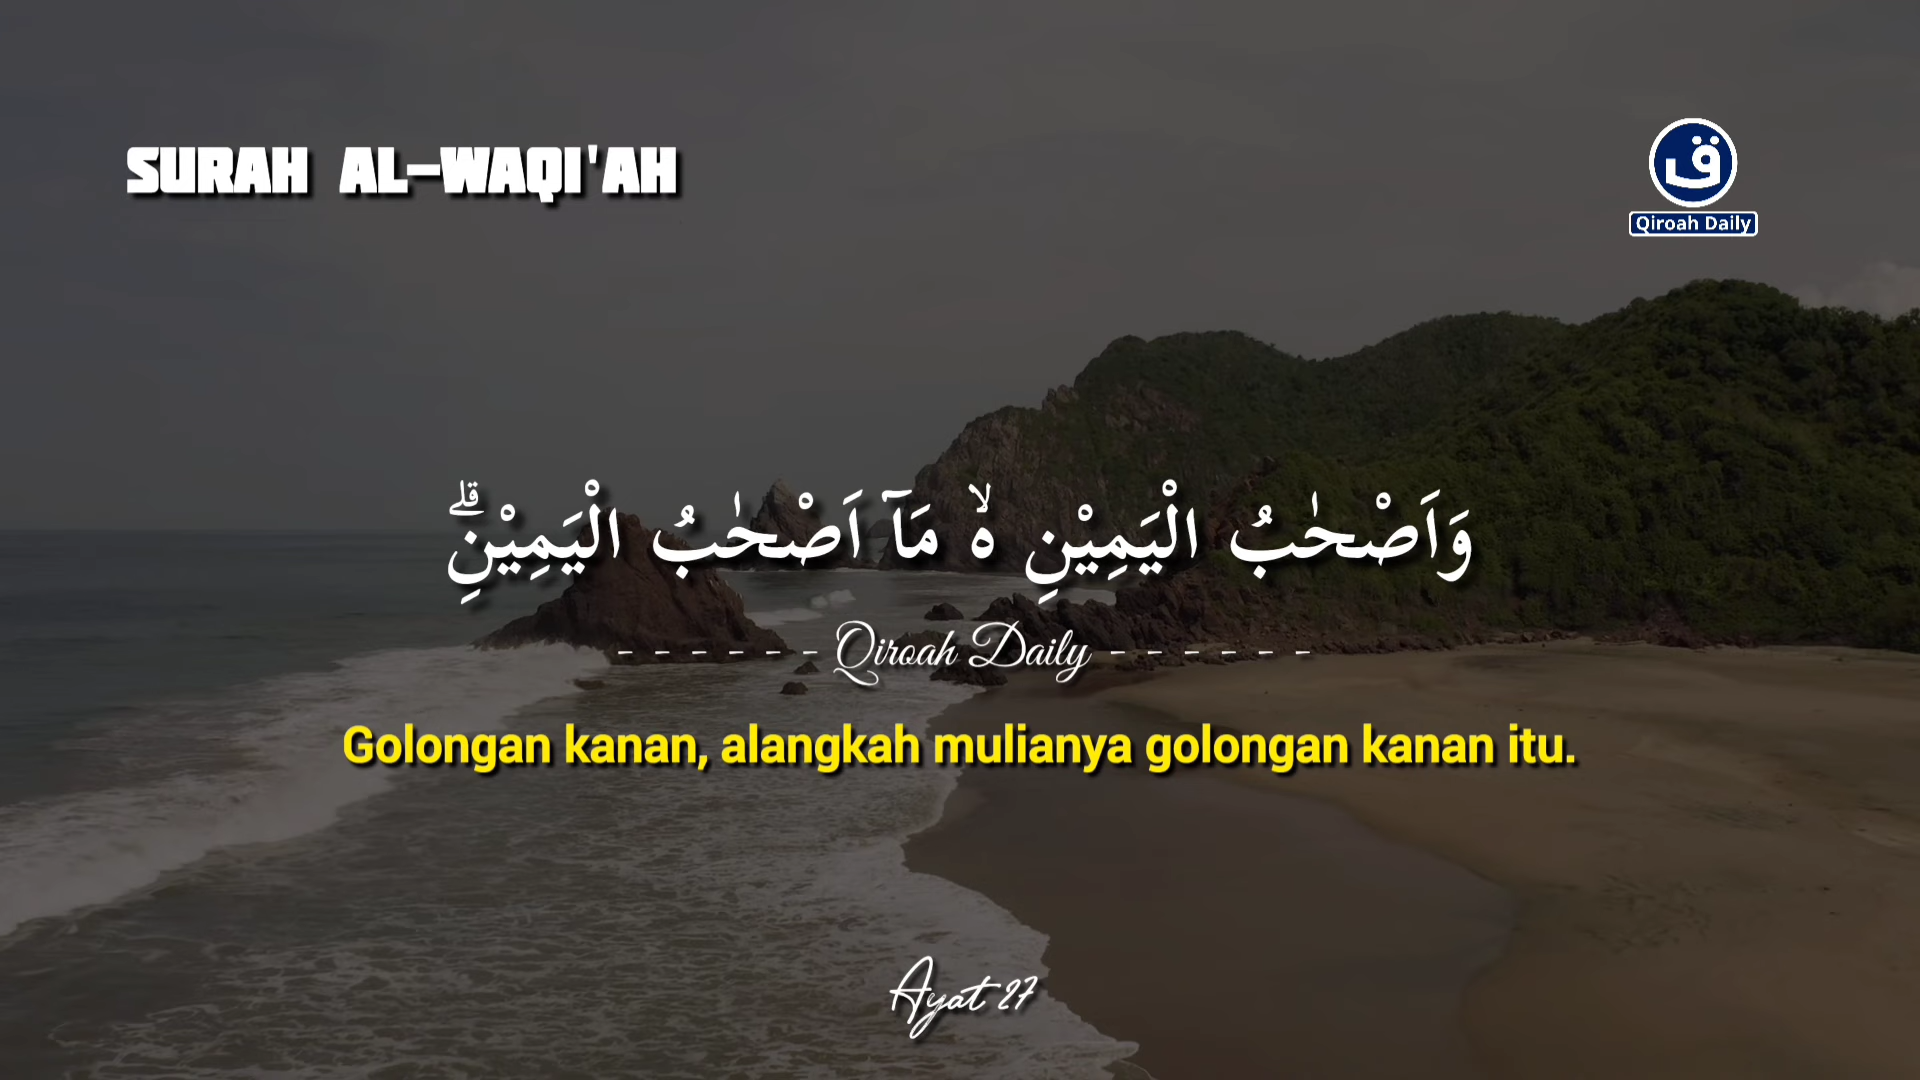 SURAH AL-WAQI'AH
ق
Qiroah Daily
وَاَصْحٰبُ الْيَمِيْنِ ەۙ مَآ اَصْحٰبُ الْيَمِيْنِۗ
- - - - - - Qiroah Daily - - - - - -
Golongan kanan, alangkah mulianya golongan kanan itu.
Ayat 27